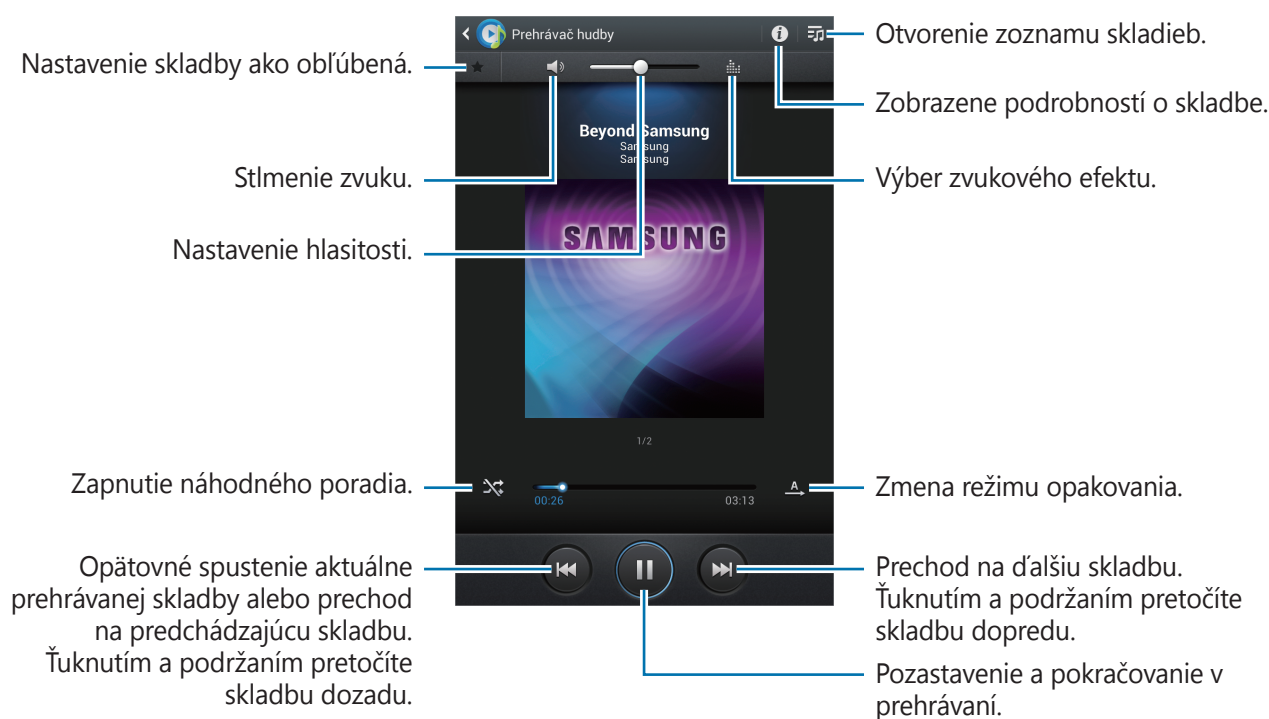 Prehrávač hudby
Otvorenie zoznamu skladieb.
Nastavenie skladby ako obľúbená.
Zobrazene podrobností o skladbe.
Beyond Samsung
Samsung
Samsung
Stlmenie zvuku.
Výber zvukového efektu.
Nastavenie hlasitosti.
SAMSUNG
1/2
Zapnutie náhodného poradia.
00:26
03:13
A
Zmena režimu opakovania.
Opätovné spustenie aktuálne
prehrávanej skladby alebo prechod
na predchádzajúcu skladbu.
Ťuknutím a podržaním pretočíte
skladbu dozadu.
Prechod na ďalšiu skladbu.
Ťuknutím a podržaním pretočíte
skladbu dopredu.
Pozastavenie a pokračovanie v
prehrávaní.